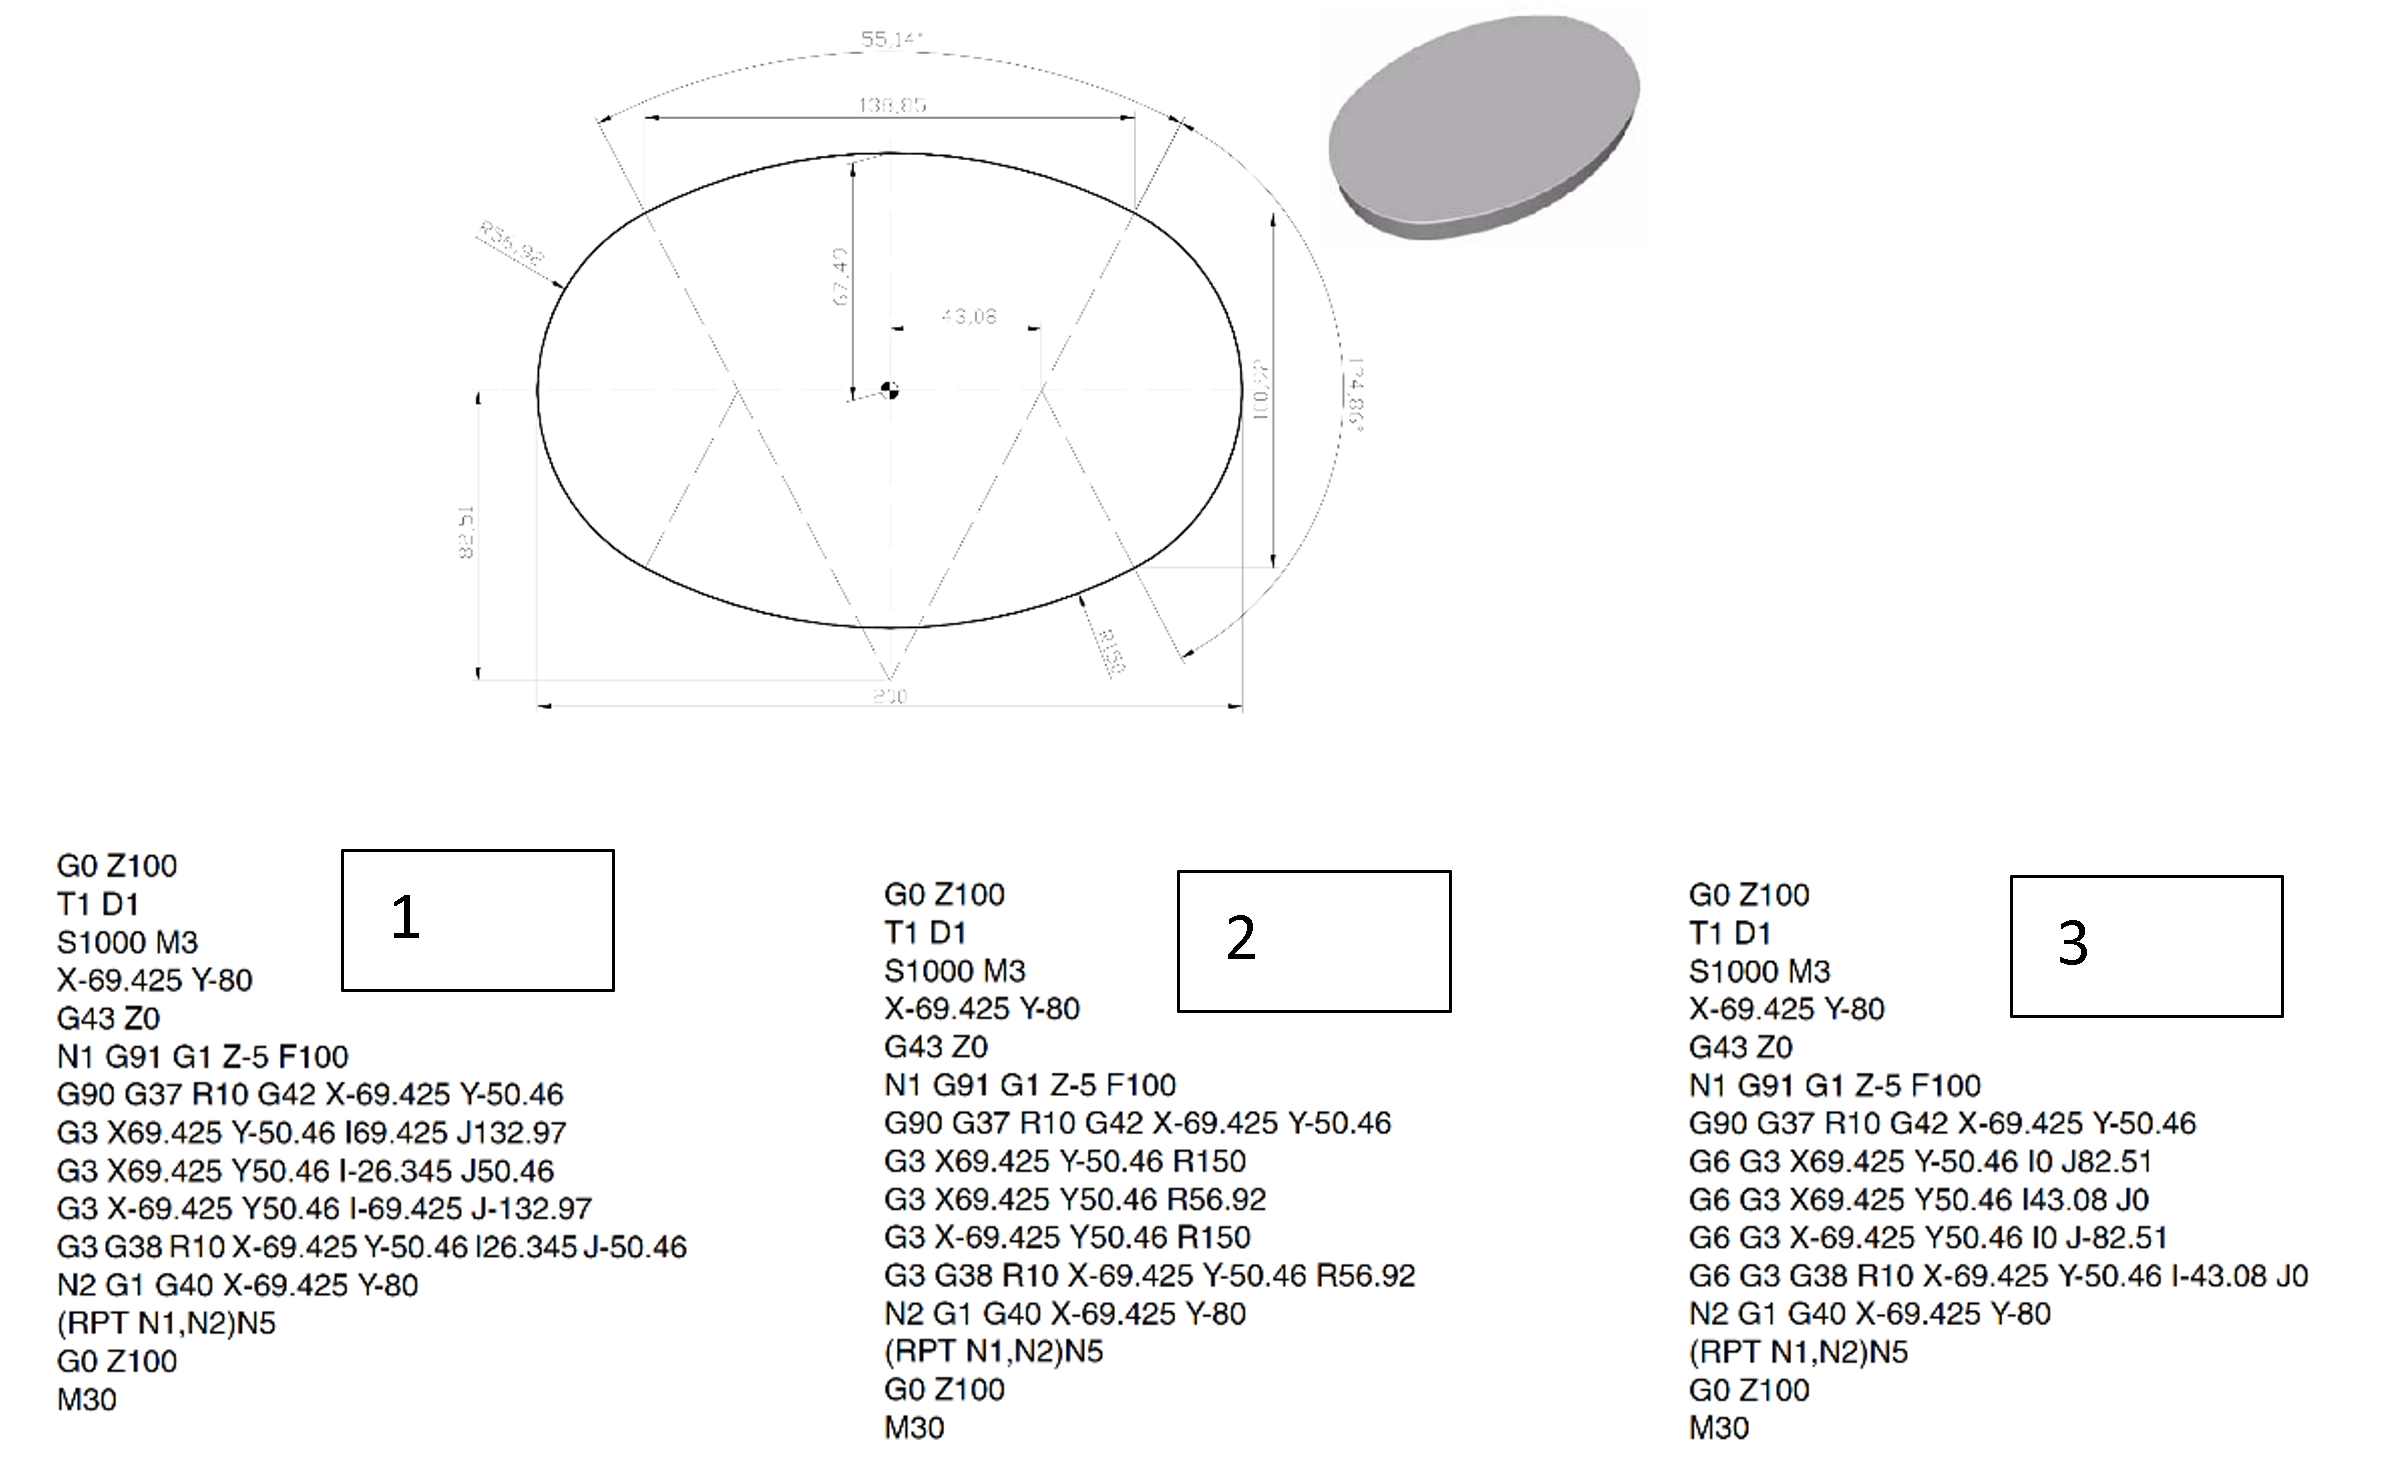 55,14°
138,85
R56,92
67,49
43,08
100,92
124,86°
82,51
R150
200
1
G0 Z100
T1 D1
S1000 M3
X-69.425 Y-80
G43 Z0
N1 G91 G1 Z-5 F100
G90 G37 R10 G42 X-69.425 Y-50.46
G3 X69.425 Y-50.46 I69.425 J132.97
G3 X69.425 Y50.46 I-26.345 J50.46
G3 X-69.425 Y50.46 I-69.425 J-132.97
G3 G38 R10 X-69.425 Y-50.46 I26.345 J-50.46
N2 G1 G40 X-69.425 Y-80
(RPT N1,N2)N5
G0 Z100
M30
2
G0 Z100
T1 D1
S1000 M3
X-69.425 Y-80
G43 Z0
N1 G91 G1 Z-5 F100
G90 G37 R10 G42 X-69.425 Y-50.46
G3 X69.425 Y-50.46 R150
G3 X69.425 Y50.46 R56.92
G3 X-69.425 Y50.46 R150
G3 G38 R10 X-69.425 Y-50.46 R56.92
N2 G1 G40 X-69.425 Y-80
(RPT N1,N2)N5
G0 Z100
M30
3
G0 Z100
T1 D1
S1000 M3
X-69.425 Y-80
G43 Z0
N1 G91 G1 Z-5 F100
G90 G37 R10 G42 X-69.425 Y-50.46
G6 G3 X69.425 Y-50.46 I0 J82.51
G6 G3 X69.425 Y50.46 I43.08 J0
G6 G3 X-69.425 Y50.46 I0 J-82.51
G6 G3 G38 R10 X-69.425 Y-50.46 I-43.08 J0
N2 G1 G40 X-69.425 Y-80
(RPT N1,N2)N5
G0 Z100
M30